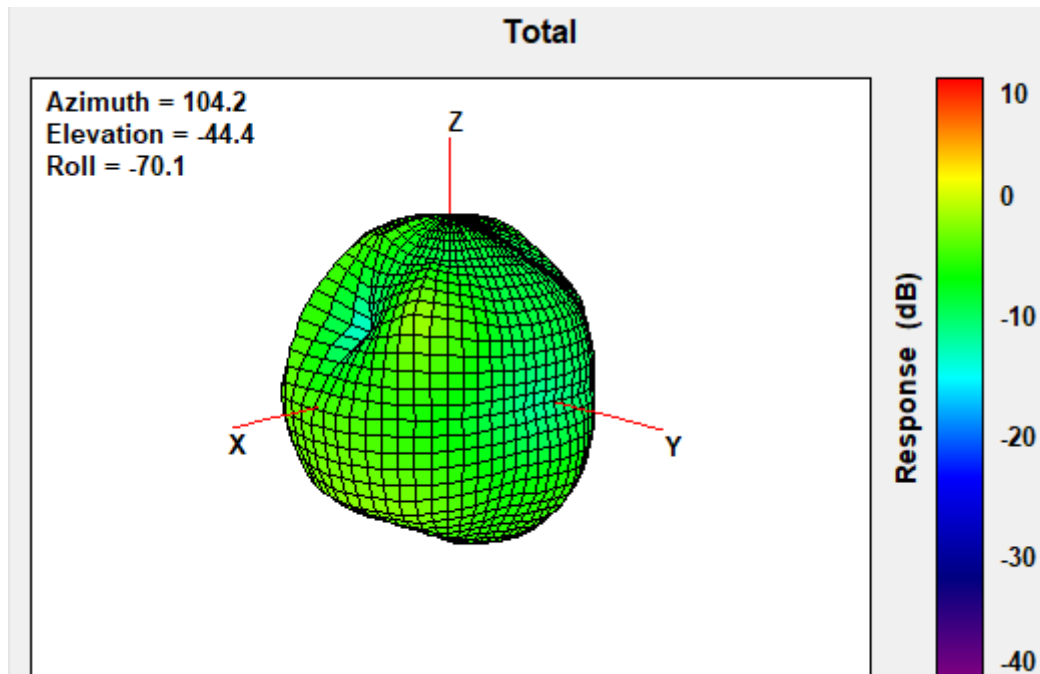 Total
Azimuth = 104.2
Elevation = -44.4
Roll = -70.1
Z
X
Y
Response (dB)
10
0
-10
-20
-30
-40